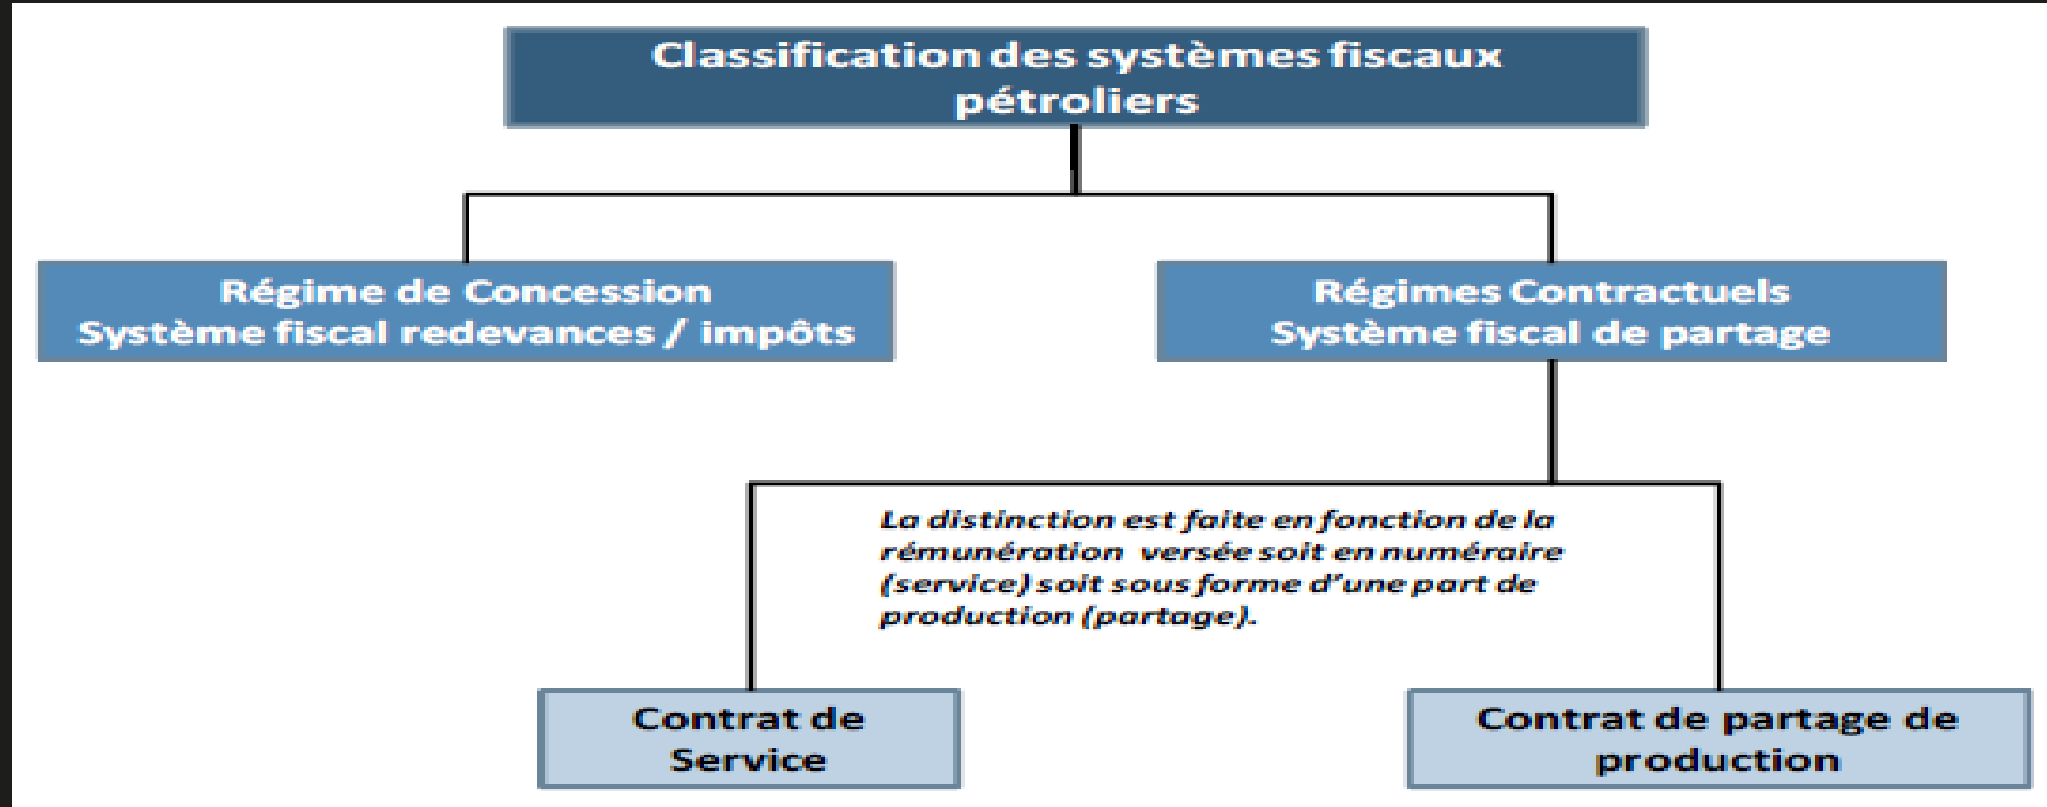 Classification des systèmes fiscaux
pétroliers
Régime de Concession
Système fiscal redevances / impôts
Régimes Contractuels
Système fiscal de partage
La distinction est faite en fonction de la
rémunération versée soit en numéraire
(service) soit sous forme d'une part de
production (partage).
Contrat de
Service
Contrat de partage de
production